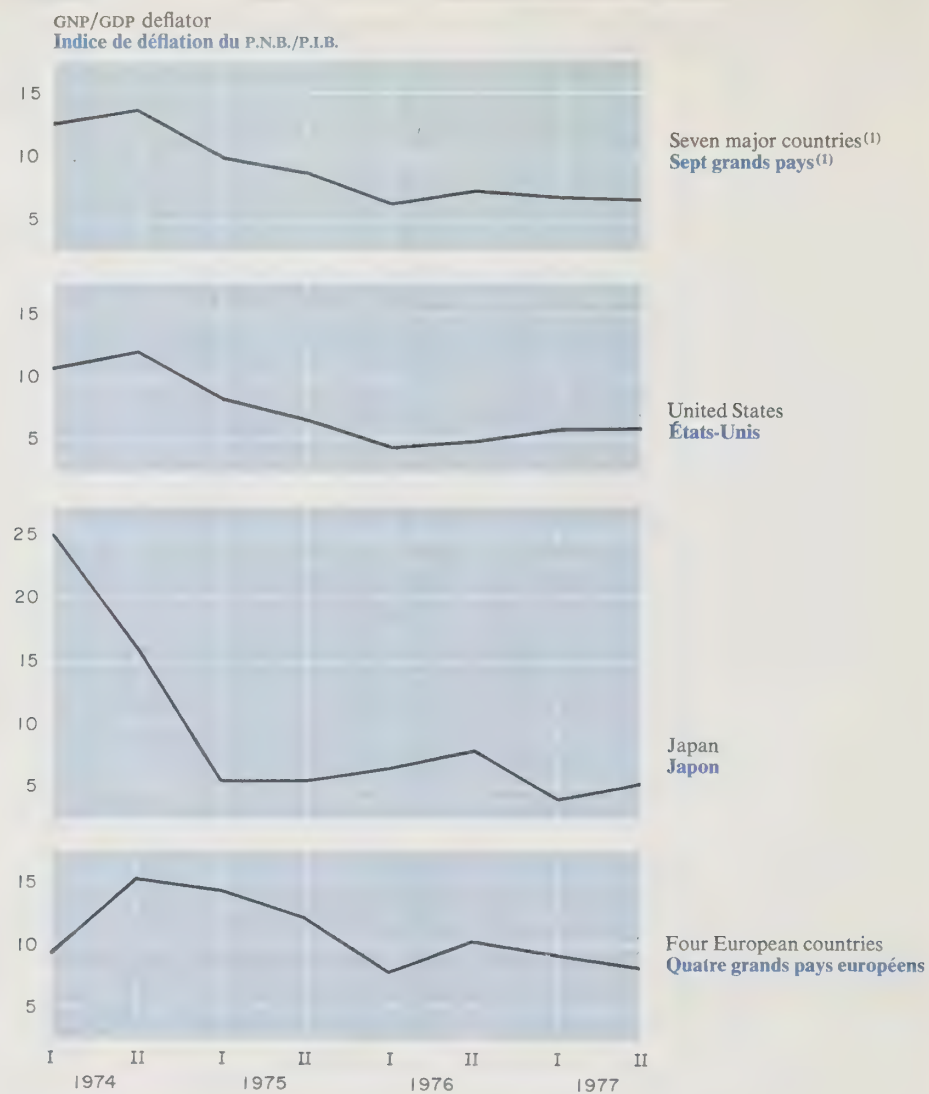 GNP/GDP deflator
Indice de déflation du P.N.B./P.I.B.
15
10
5
Seven major countries(1)
Sept grands pays(1)
15
10
5
United States
États-Unis
25
20
15
10
5
Japan
Japon
15
10
5
Four European countries
Quatre grands pays européens
I II I II I II I II
1974 1975 1976 1977